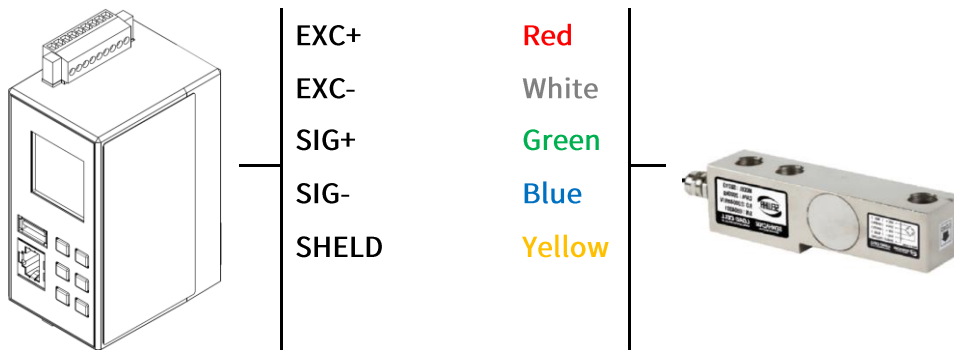 EXC+ Red
EXC- White
SIG+ Green
SIG- Blue
SHELD Yellow